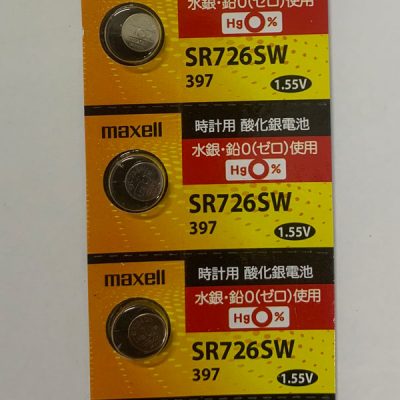 水銀・鉛0(ゼロ)使用
Hg0%
SR726SW
397
1.55V
maxell
時計用 酸化銀電池
水銀・鉛0(ゼロ)使用
Hg0%
SR726SW
397
1.55V
maxell
時計用 酸化銀電池
水銀・鉛0(ゼロ)使用
Hg0%
SR726SW
397
1.55V